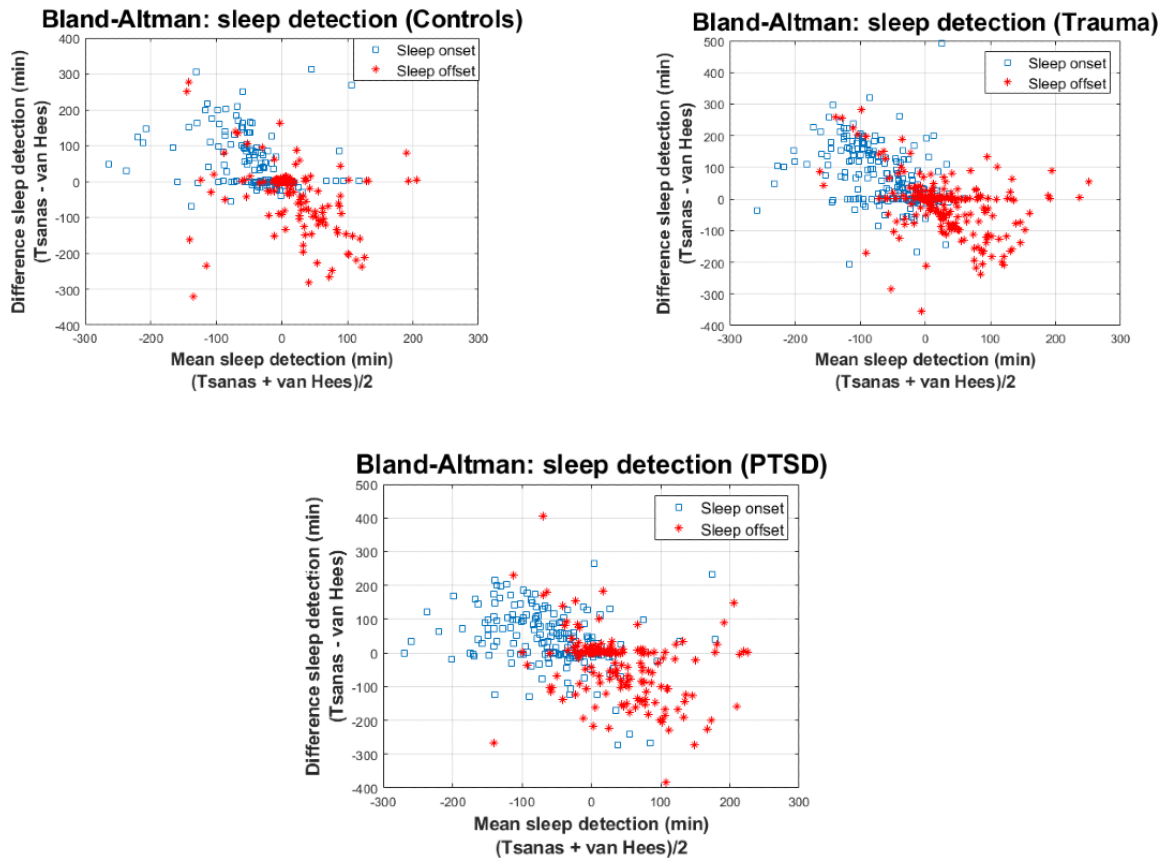 Bland-Altman: sleep detection (Controls)
Difference sleep detection (min)
(Tsanas - van Hees)
400
300
200
100
0
-100
-200
-300
-400
Sleep onset
Sleep offset
-300 -200 -100 0 100 200 300
Mean sleep detection (min)
(Tsanas + van Hees)/2
Bland-Altman: sleep detection (Trauma)
Difference sleep detection (min)
(Tsanas - van Hees)
500
400
300
200
100
0
-100
-200
-300
-400
Sleep onset
Sleep offset
-300 -200 -100 0 100 200 300
Mean sleep detection (min)
(Tsanas + van Hees)/2
Bland-Altman: sleep detection (PTSD)
Difference sleep detection (min)
(Tsanas - van Hees)
500
400
300
200
100
0
-100
-200
-300
-400
Sleep onset
Sleep offset
-300 -200 -100 0 100 200 300
Mean sleep detection (min)
(Tsanas + van Hees)/2